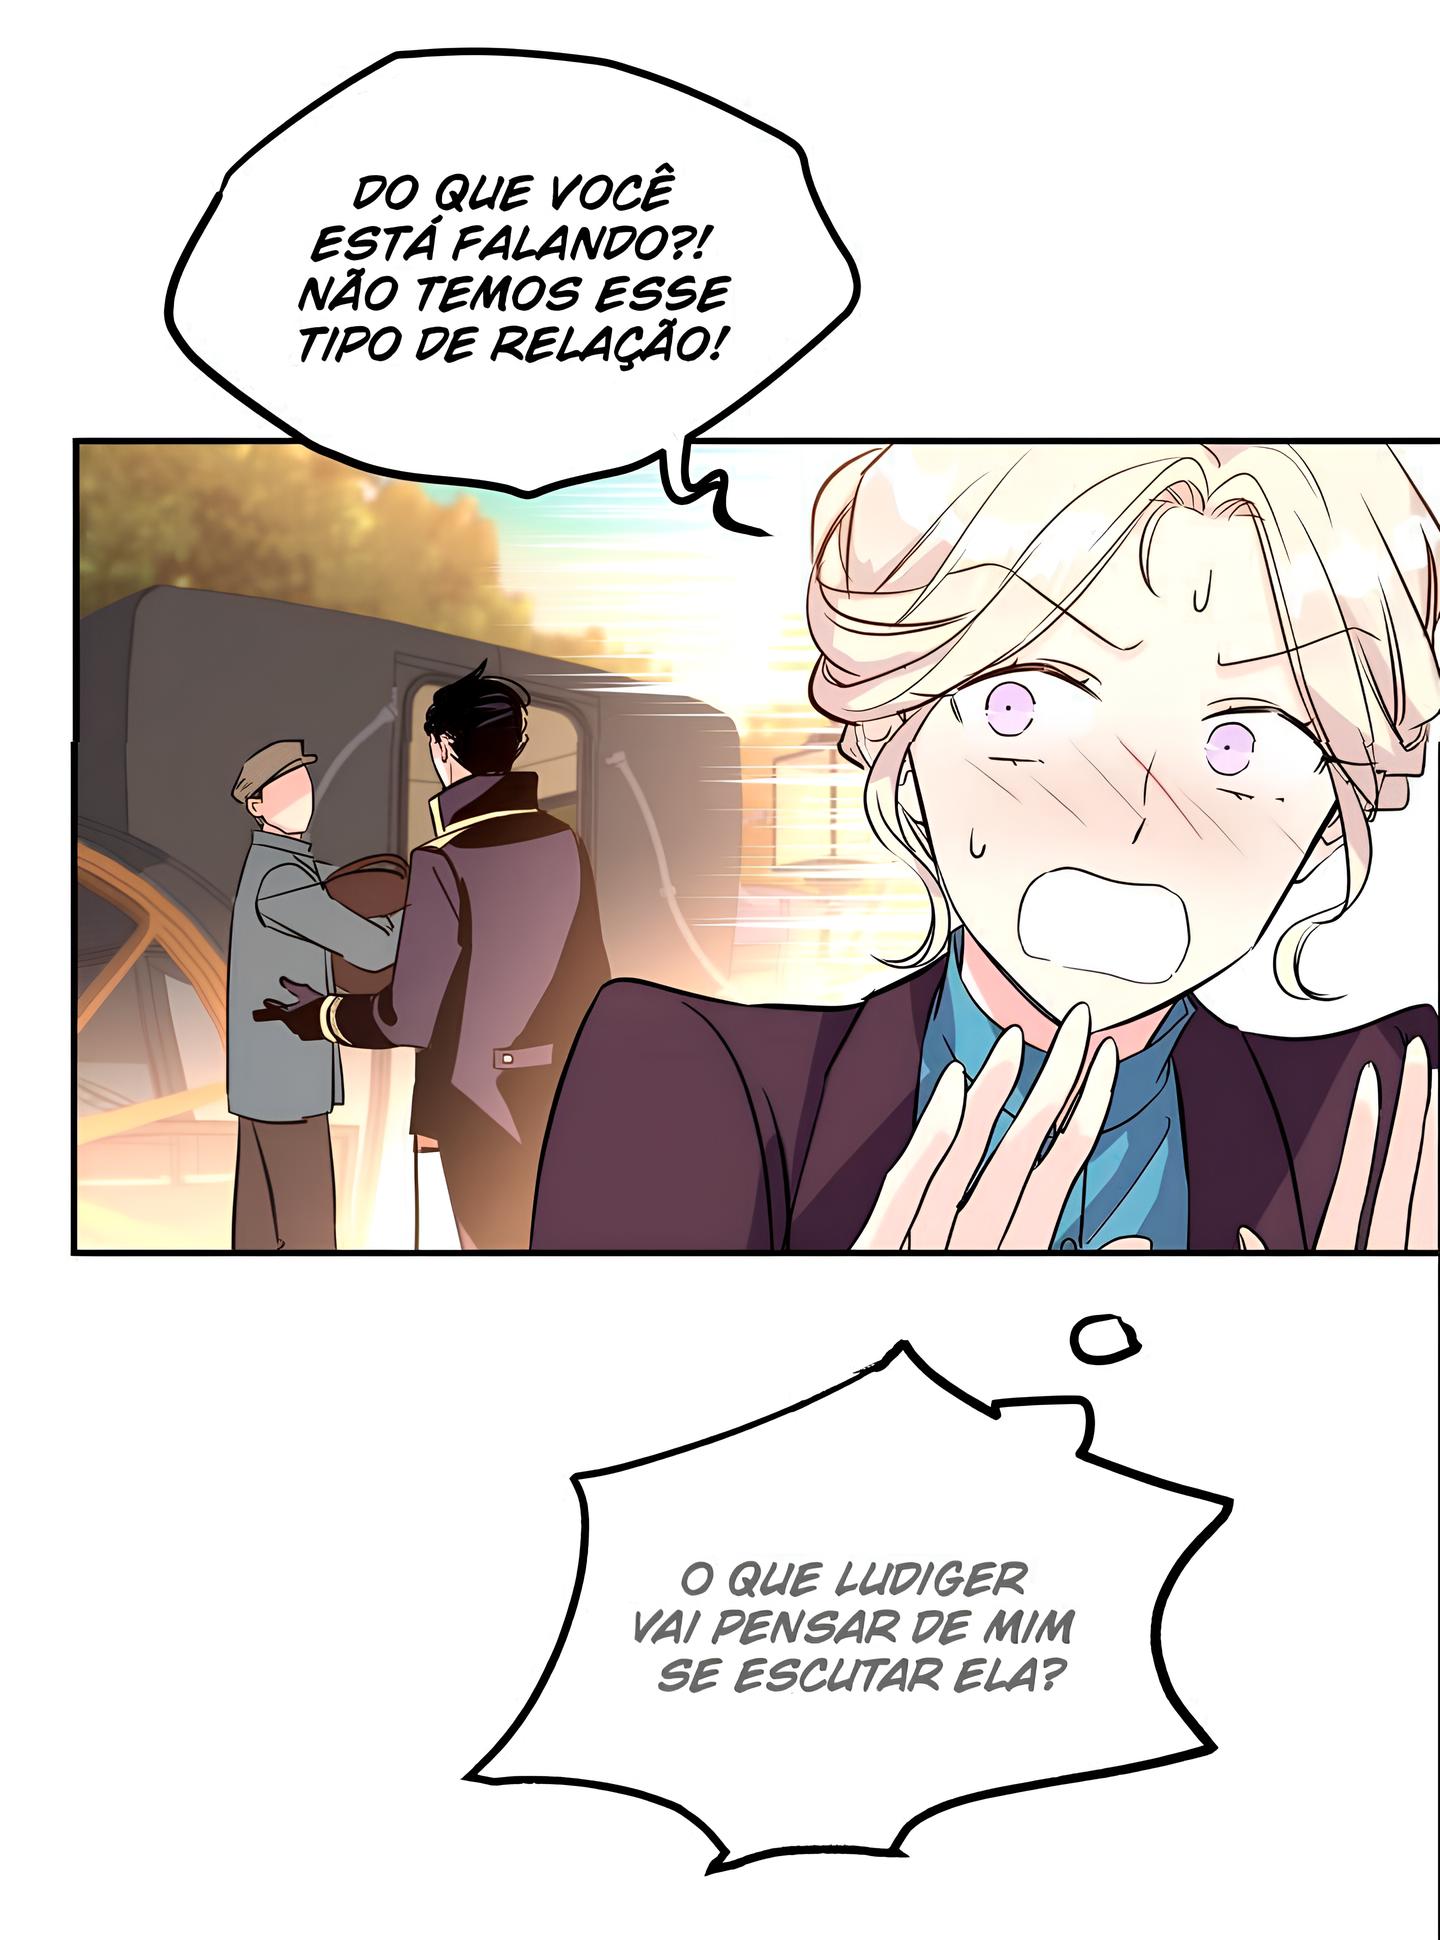 DO QUE VOCÊ
ESTÁ FALANDO?!
NÃO TEMOS ESSE
TIPO DE RELAÇÃO!
O QUE LUDIGER
VAI PENSAR DE MIM
SE ESCUTAR ELA?